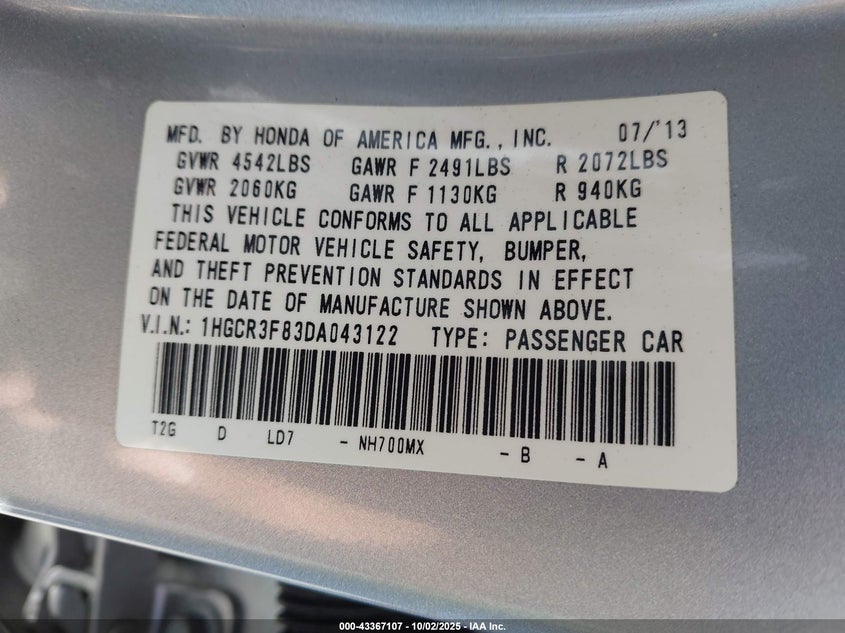 MFD. BY HONDA OF AMERICA MFG., INC. 07/'13
GVWR 4542LBS GAWR F 2491LBS R 2072LBS
GVWR 2060KG GAWR F 1130KG R 940KG
THIS VEHICLE CONFORMS TO ALL APPLICABLE
FEDERAL MOTOR VEHICLE SAFETY, BUMPER,
AND THEFT PREVENTION STANDARDS IN EFFECT
ON THE DATE OF MANUFACTURE SHOWN ABOVE.
V.I.N.: 1HGCR3F83DA043122 TYPE: PASSENGER CAR
T2G D LD7 - NH700MX - B - A
000-43367107 - 10/02/2025 - IAA Inc.